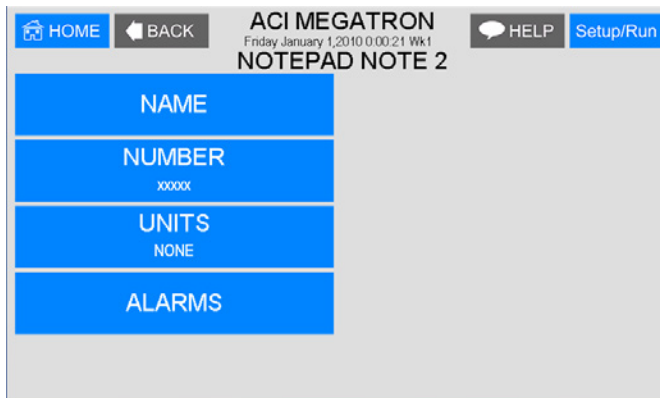 HOME
BACK
ACI MEGATRON
Friday January 1,2010 0:00:21 Wk1
NOTEPAD NOTE 2
HELP
Setup/Run
NAME
NUMBER
xxxxx
UNITS
NONE
ALARMS